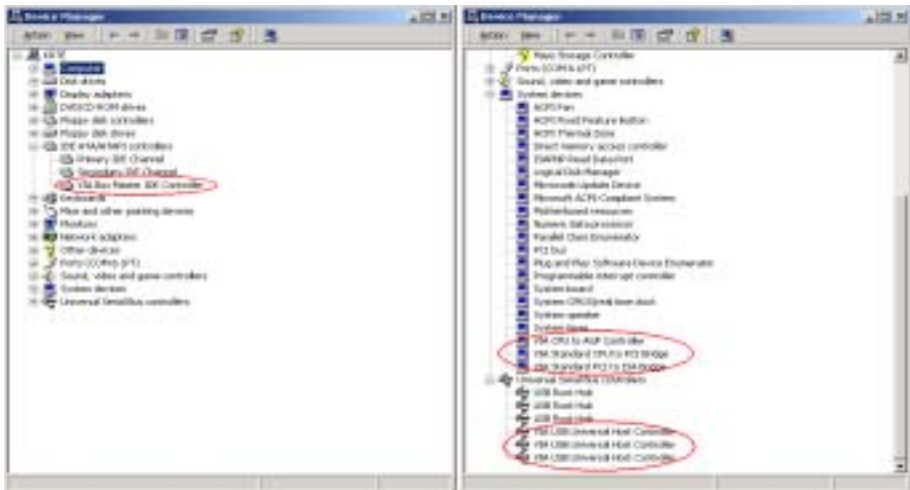 Device Manager
Action View
Computer
Disk drives
Display adapters
DVD/CD-ROM drives
Floppy disk controllers
Floppy disk drives
IDE ATA/ATAPI controllers
Primary IDE Channel
Secondary IDE Channel
VIA Bus Master IDE Controller
Keyboards
Mice and other pointing devices
Monitors
Network adapters
Other devices
Ports (COM & LPT)
Sound, video and game controllers
System devices
Universal Serial Bus controllers
Device Manager
Action View
Mass Storage Controller
Ports (COM & LPT)
Sound, video and game controllers
System devices
ACPI Fan
ACPI Fixed Feature Button
ACPI Thermal Zone
Direct memory access controller
ISAPNP Read Data Port
Logical Disk Manager
Microcode Update Device
Microsoft ACPI-Compliant System
Motherboard resources
Numeric data processor
Parallel Class Enumerator
PCI bus
Plug and Play Software Device Enumerator
Programmable interrupt controller
System board
System CMOS/real time clock
System speaker
System timer
VIA CPU to AGP Controller
VIA Standard CPU to PCI Bridge
VIA Standard PCI to ISA Bridge
Universal Serial Bus controllers
USB Root Hub
USB Root Hub
USB Root Hub
VIA USB Universal Host Controller
VIA USB Universal Host Controller
VIA USB Universal Host Controller